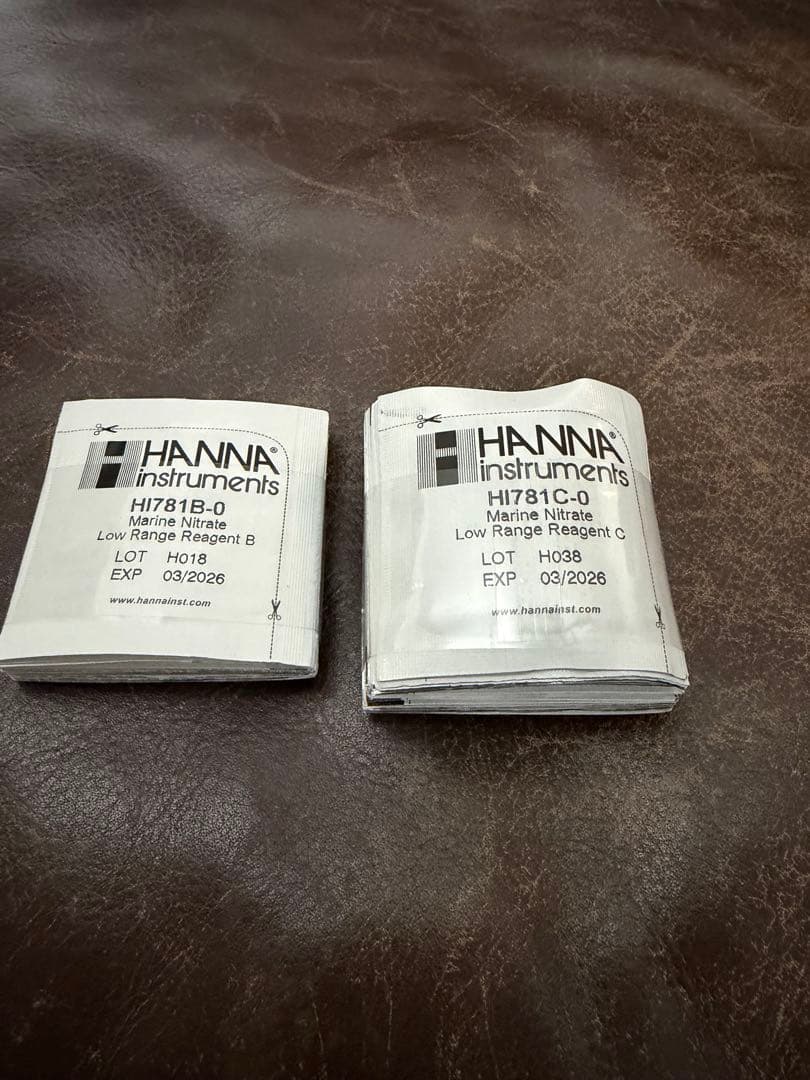 HANNA®
instruments
HI781B-0
Marine Nitrate
Low Range Reagent B
LOT H018
EXP 03/2026
www.hannainst.com
HANNA®
instruments
HI781C-0
Marine Nitrate
Low Range Reagent C
LOT H038
EXP 03/2026
www.hannainst.com